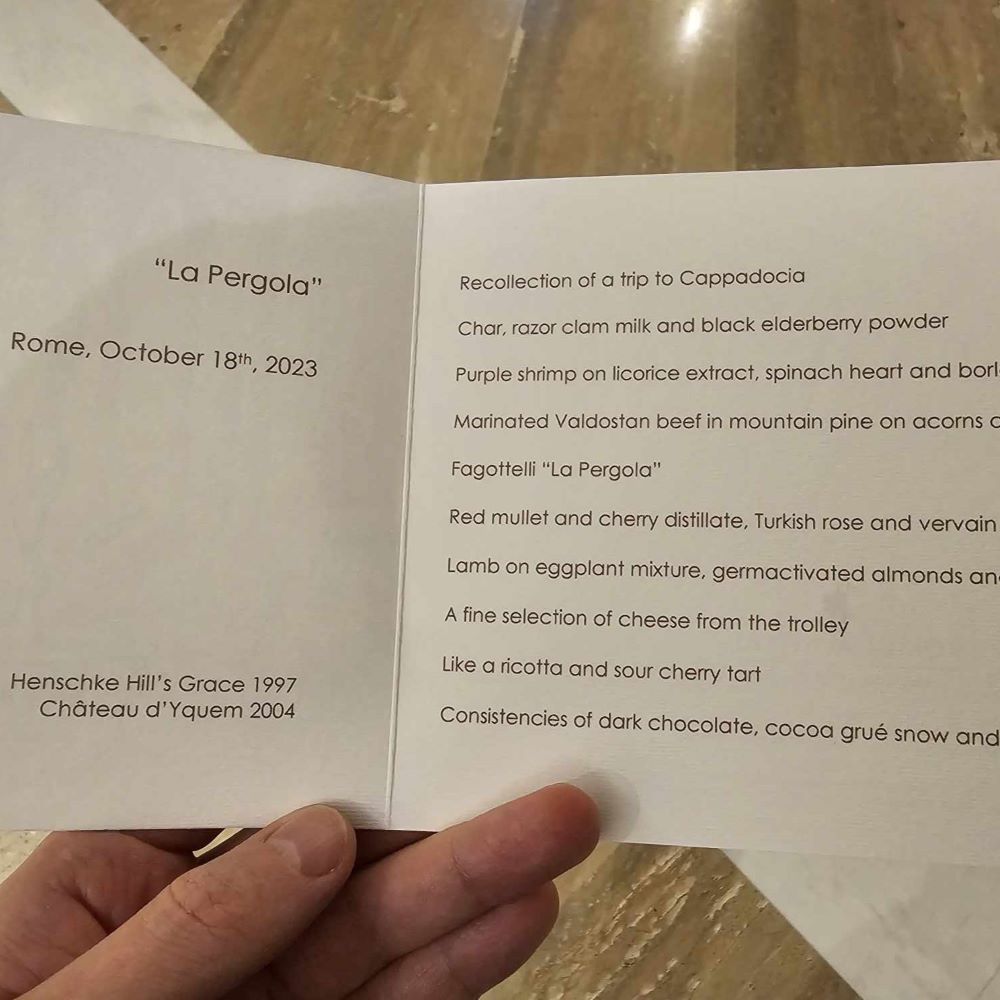 “La Pergola”
Rome, October 18th, 2023
Henschke Hill’s Grace 1997
Château d’Yquem 2004
Recollection of a trip to Cappadocia
Char, razor clam milk and black elderberry powder
Purple shrimp on licorice extract, spinach heart and
Marinated Valdostan beef in mountain pine on acorns
Fagottelli “La Pergola”
Red mullet and cherry distillate, Turkish rose and vervain
Lamb on eggplant mixture, germactivated almonds
A fine selection of cheese from the trolley
Like a ricotta and sour cherry tart
Consistencies of dark chocolate, cocoa grué snow and